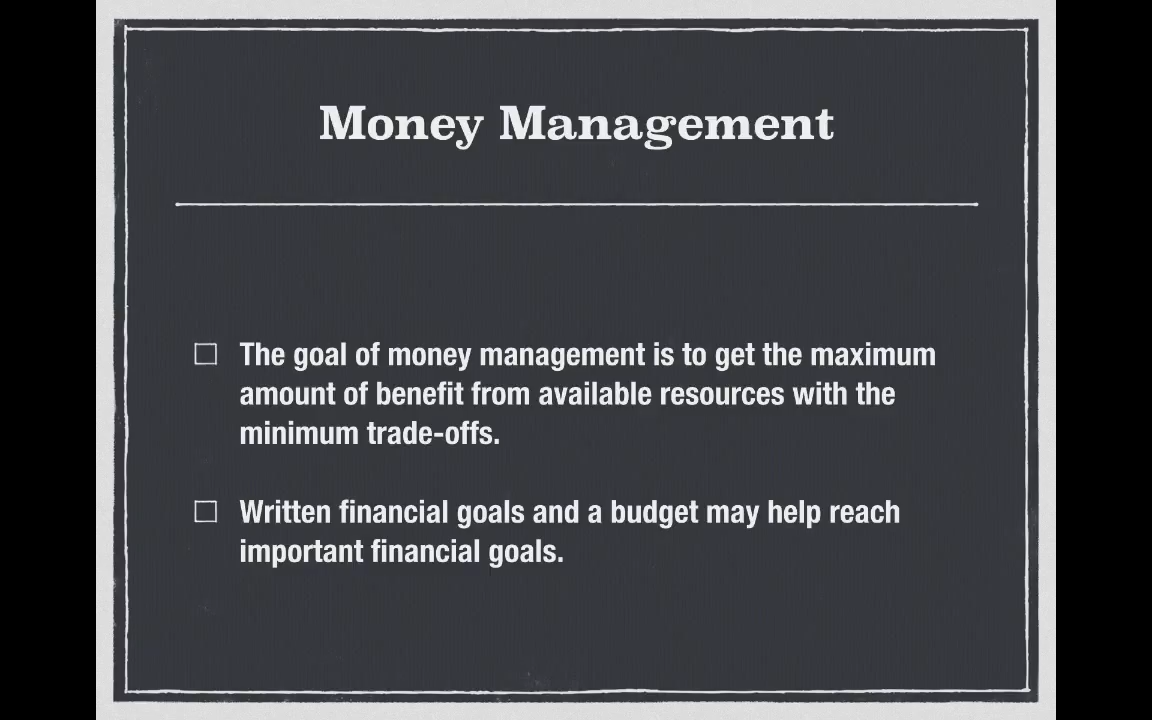 Money Management
The goal of money management is to get the maximum
amount of benefit from available resources with the
minimum trade-offs.
Written financial goals and a budget may help reach
important financial goals.